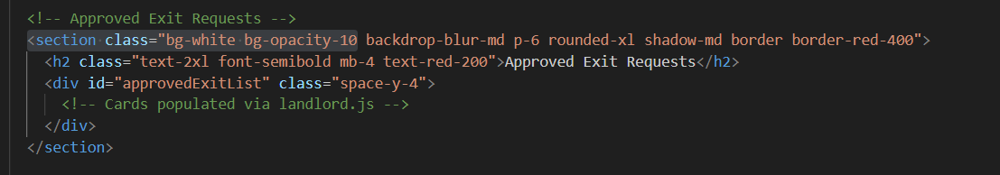 <!-- Approved Exit Requests -->
<section class="bg-white bg-opacity-10 backdrop-blur-md p-6 rounded-xl shadow-md border border-red-400">
<h2 class="text-2xl font-semibold mb-4 text-red-200">Approved Exit Requests</h2>
<div id="approvedExitList" class="space-y-4">
<!-- Cards populated via landlord.js -->
</div>
</section>